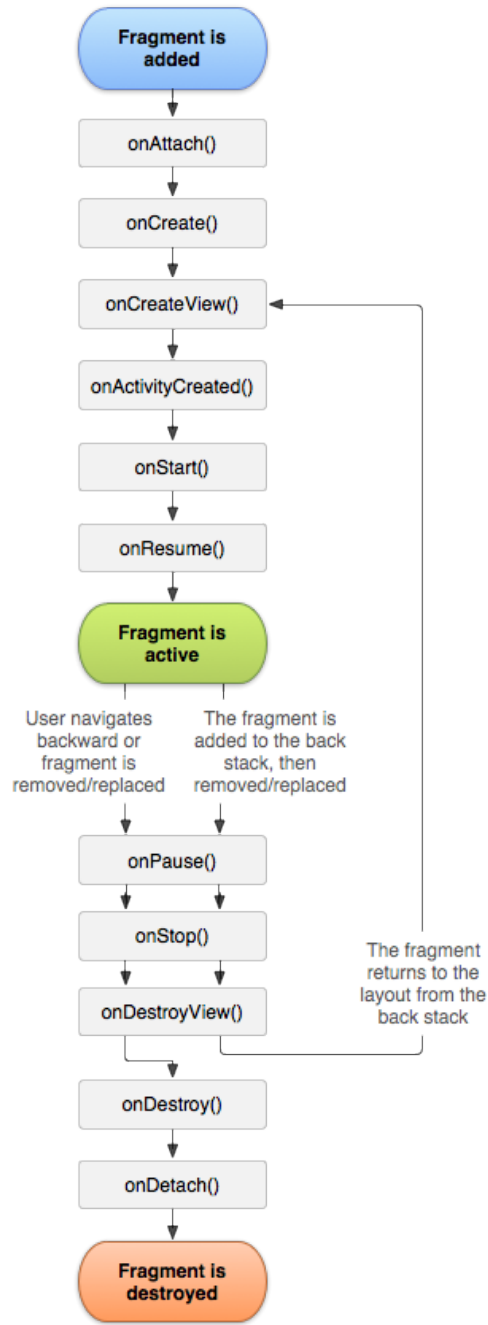 Fragment is
added
onAttach()
onCreate()
onCreateView()
onActivityCreated()
onStart()
onResume()
Fragment is
active
User navigates
backward or
fragment is
removed/replaced
The fragment is
added to the back
stack, then
removed/replaced
onPause()
onStop()
The fragment
returns to the
layout from the
back stack
onDestroyView()
onDestroy()
onDetach()
Fragment is
destroyed